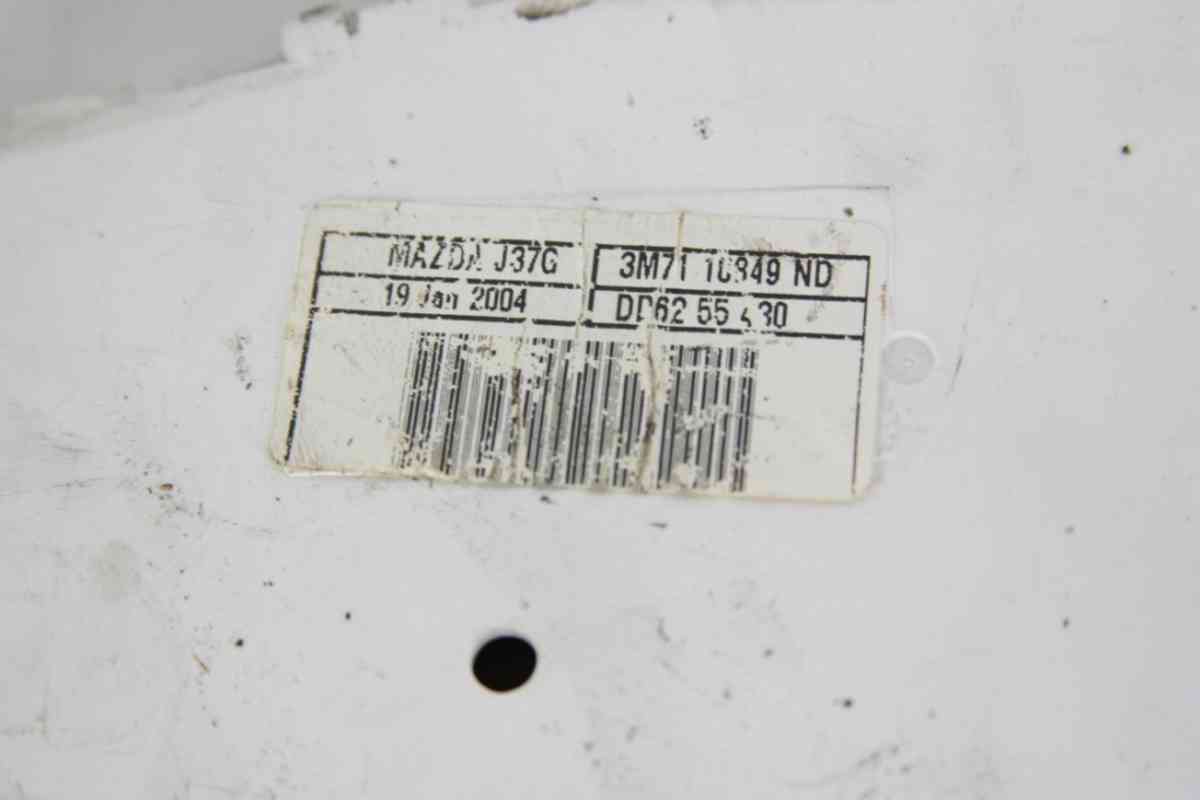 MAZDA J37G
19 Jan 2004
3M71 10849 ND
DD62 55 430